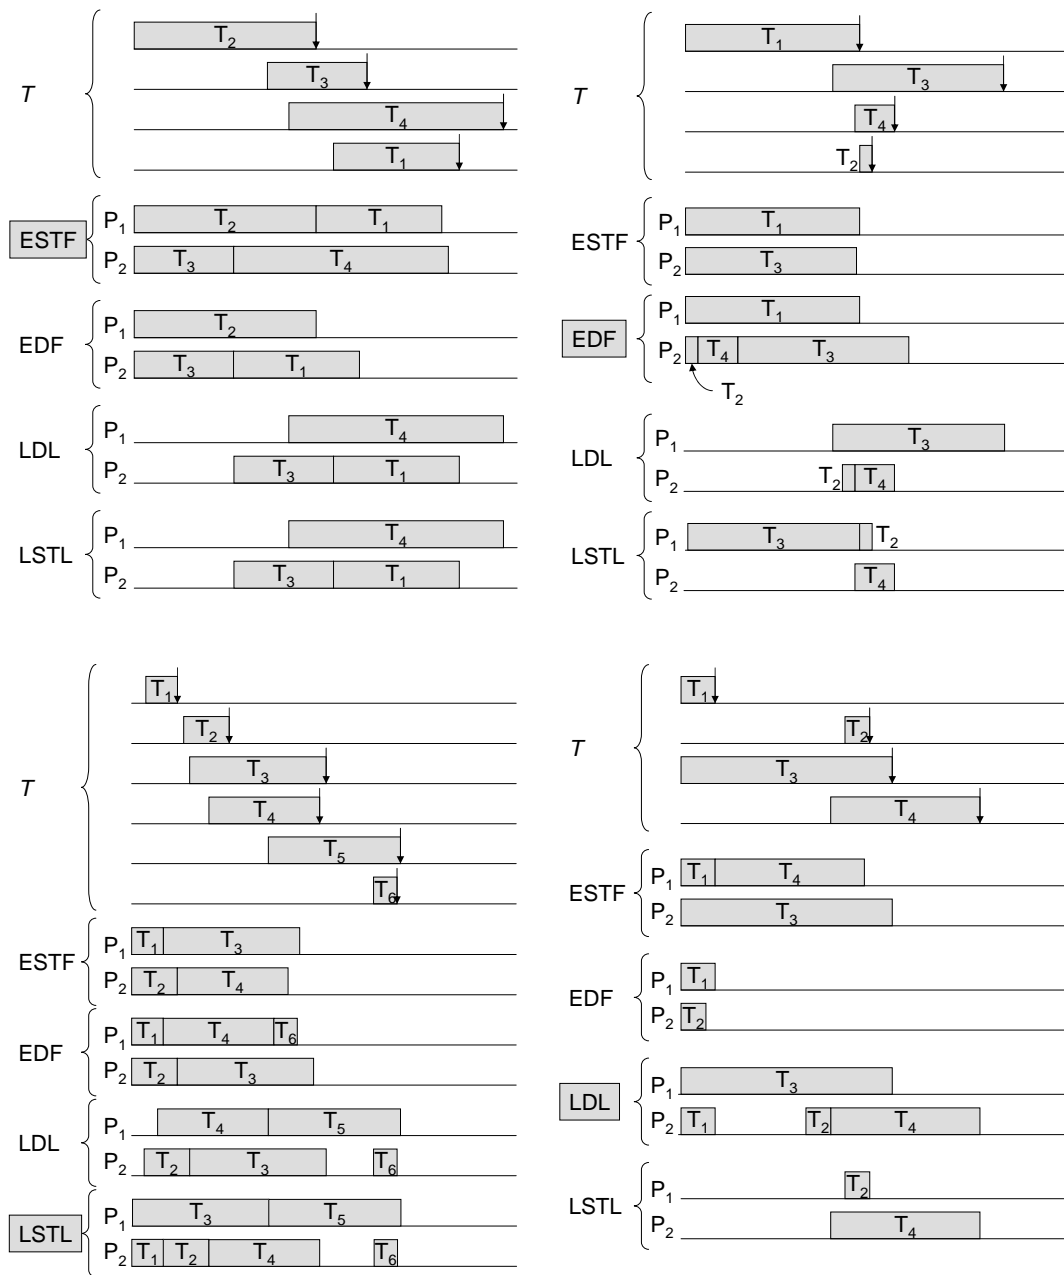 T
T₂
T₃
T₄
T₁
ESTF
P₁
T₂ T₁
P₂
T₃ T₄
EDF
P₁
T₂
P₂
T₃ T₁
LDL
P₁
T₄
P₂
T₃ T₁
LSTL
P₁
T₄
P₂
T₃ T₁
T
T₁
T₃
T₄
T₂
ESTF
P₁
T₁
P₂
T₃
EDF
P₁
T₁
P₂
T₄ T₃
T₂
LDL
P₁
T₃
P₂
T₂ T₄
LSTL
P₁
T₃ T₂
P₂
T₄
T
T₁
T₂
T₃
T₄
T₅
T₆
ESTF
P₁
T₁ T₃
P₂
T₂ T₄
EDF
P₁
T₁ T₄ T₆
P₂
T₂ T₃
LDL
P₁
T₄ T₅
P₂
T₂ T₃ T₆
LSTL
P₁
T₃ T₅
P₂
T₁ T₂ T₄ T₆
T
T₁
T₂
T₃
T₄
ESTF
P₁
T₁ T₄
P₂
T₃
EDF
P₁
T₁
P₂
T₂
LDL
P₁
T₃
P₂
T₁ T₂ T₄
LSTL
P₁
T₂
P₂
T₄